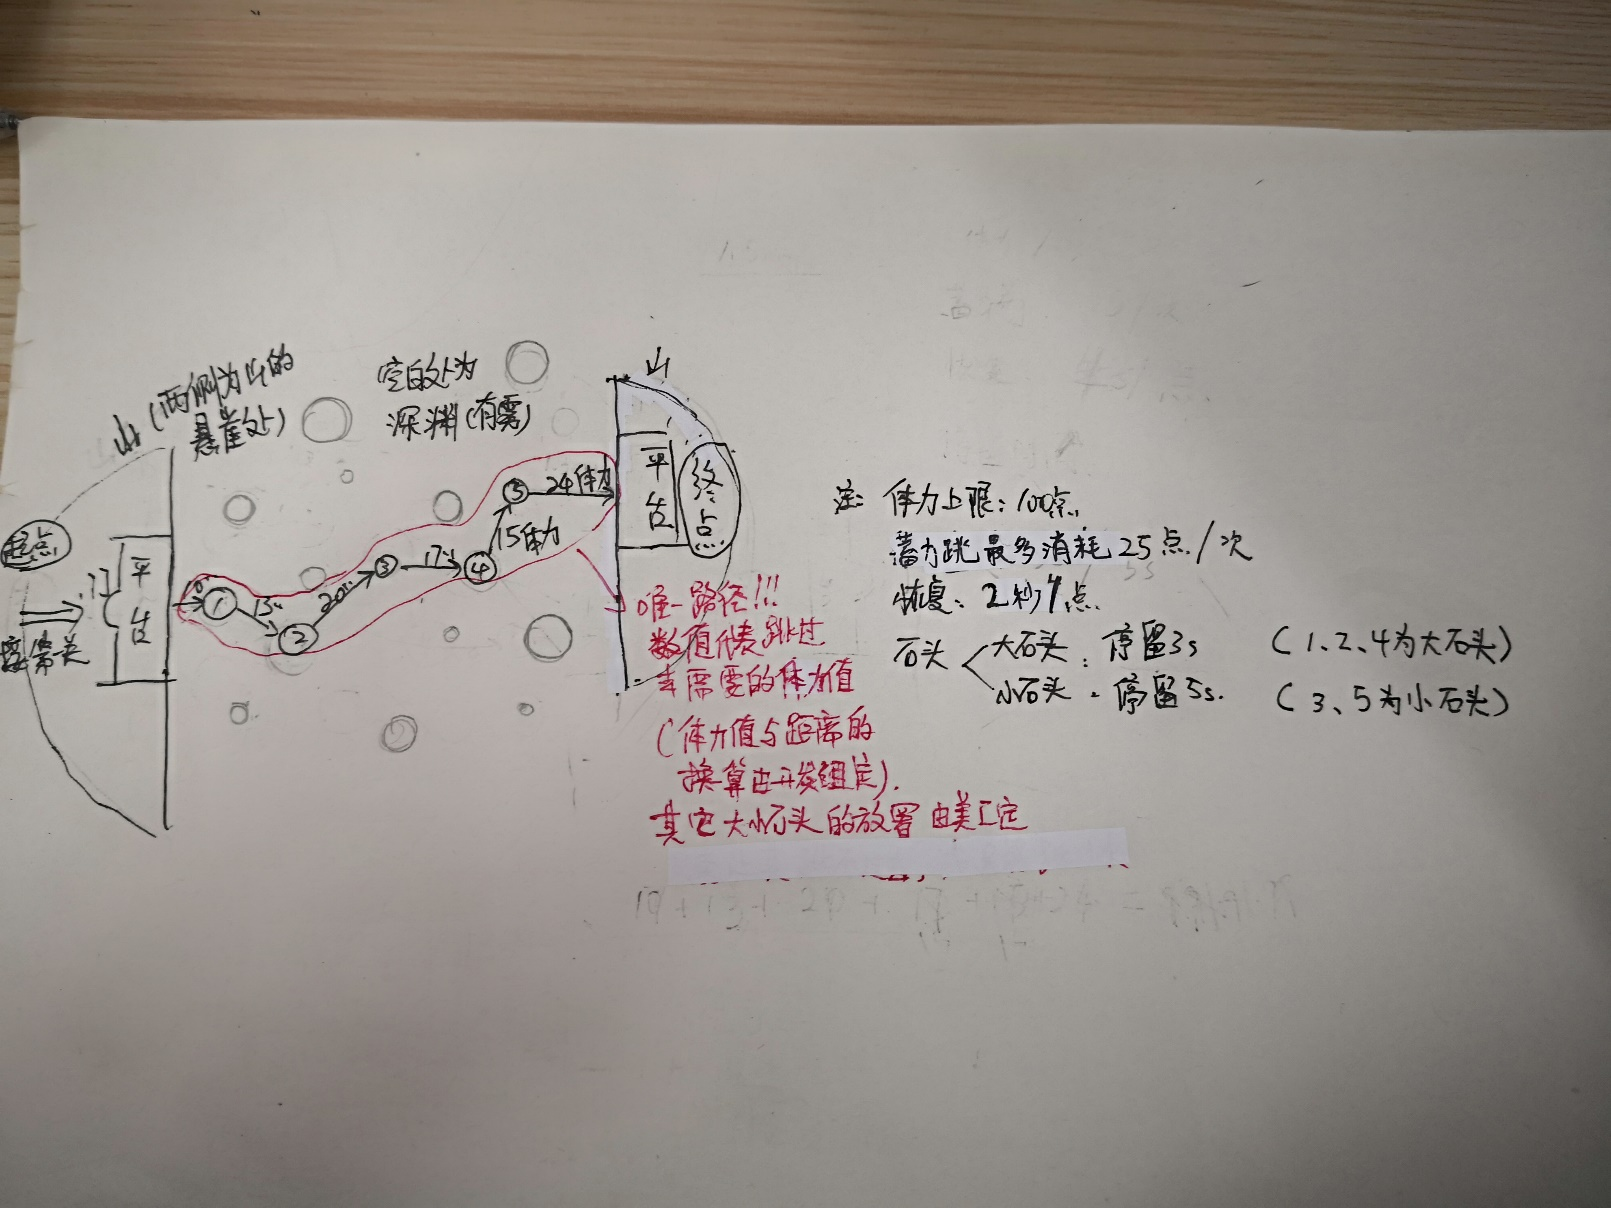 山(两侧为山的
悬崖处)
空白处为
深渊(有雾)
山
起点
平台
平台
终点
①
13
②
20
③
17
④
15体力
⑤
24体力
唯一路径!!!
数值代表跳过
去需要的体力值
(体力值与距离的
换算由开发组定).
其它大小石头的放置由美工定
注: 体力上限:100点
蓄力跳最多消耗25点/次
恢复:2秒1点
石头
大石头:停留3s (1、2、4为大石头)
小石头:停留5s. (3、5为小石头)